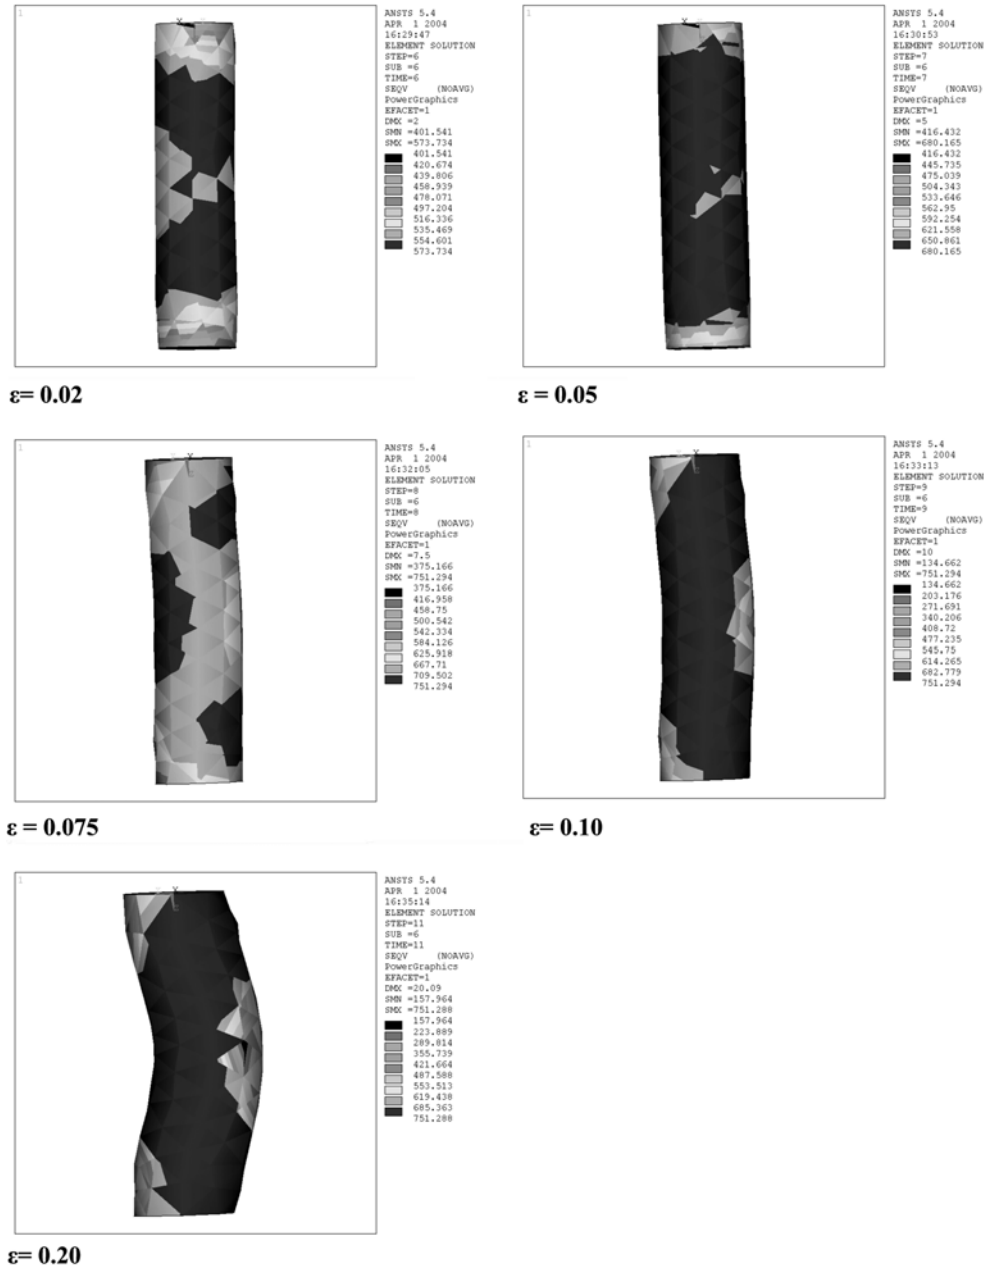 1
ANSYS 5.4
APR 1 2004
16:29:47
ELEMENT SOLUTION
STEP=6
SUB =6
TIME=6
SEQV (NOAVG)
PowerGraphics
EFACET=1
DMX =2
SMN =401.541
SMX =573.734
401.541
420.674
439.806
458.939
478.071
497.204
516.336
535.469
554.601
573.734
ε= 0.02
1
ANSYS 5.4
APR 1 2004
16:30:53
ELEMENT SOLUTION
STEP=7
SUB =6
TIME=7
SEQV (NOAVG)
PowerGraphics
EFACET=1
DMX =5
SMN =416.432
SMX =680.165
416.432
445.735
475.039
504.343
533.646
562.95
592.254
621.558
650.861
680.165
ε = 0.05
1
ANSYS 5.4
APR 1 2004
16:32:05
ELEMENT SOLUTION
STEP=8
SUB =6
TIME=8
SEQV (NOAVG)
PowerGraphics
EFACET=1
DMX =7.5
SMN =375.166
SMX =751.294
375.166
416.958
458.75
500.542
542.334
584.126
625.918
667.71
709.502
751.294
ε = 0.075
1
ANSYS 5.4
APR 1 2004
16:33:13
ELEMENT SOLUTION
STEP=9
SUB =6
TIME=9
SEQV (NOAVG)
PowerGraphics
EFACET=1
DMX =10
SMN =134.662
SMX =751.294
134.662
203.176
271.691
340.206
408.72
477.235
545.75
614.265
682.779
751.294
ε= 0.10
1
ANSYS 5.4
APR 1 2004
16:35:14
ELEMENT SOLUTION
STEP=11
SUB =6
TIME=11
SEQV (NOAVG)
PowerGraphics
EFACET=1
DMX =20.09
SMN =157.964
SMX =751.288
157.964
223.889
289.814
355.739
421.664
487.588
553.513
619.438
685.363
751.288
ε= 0.20